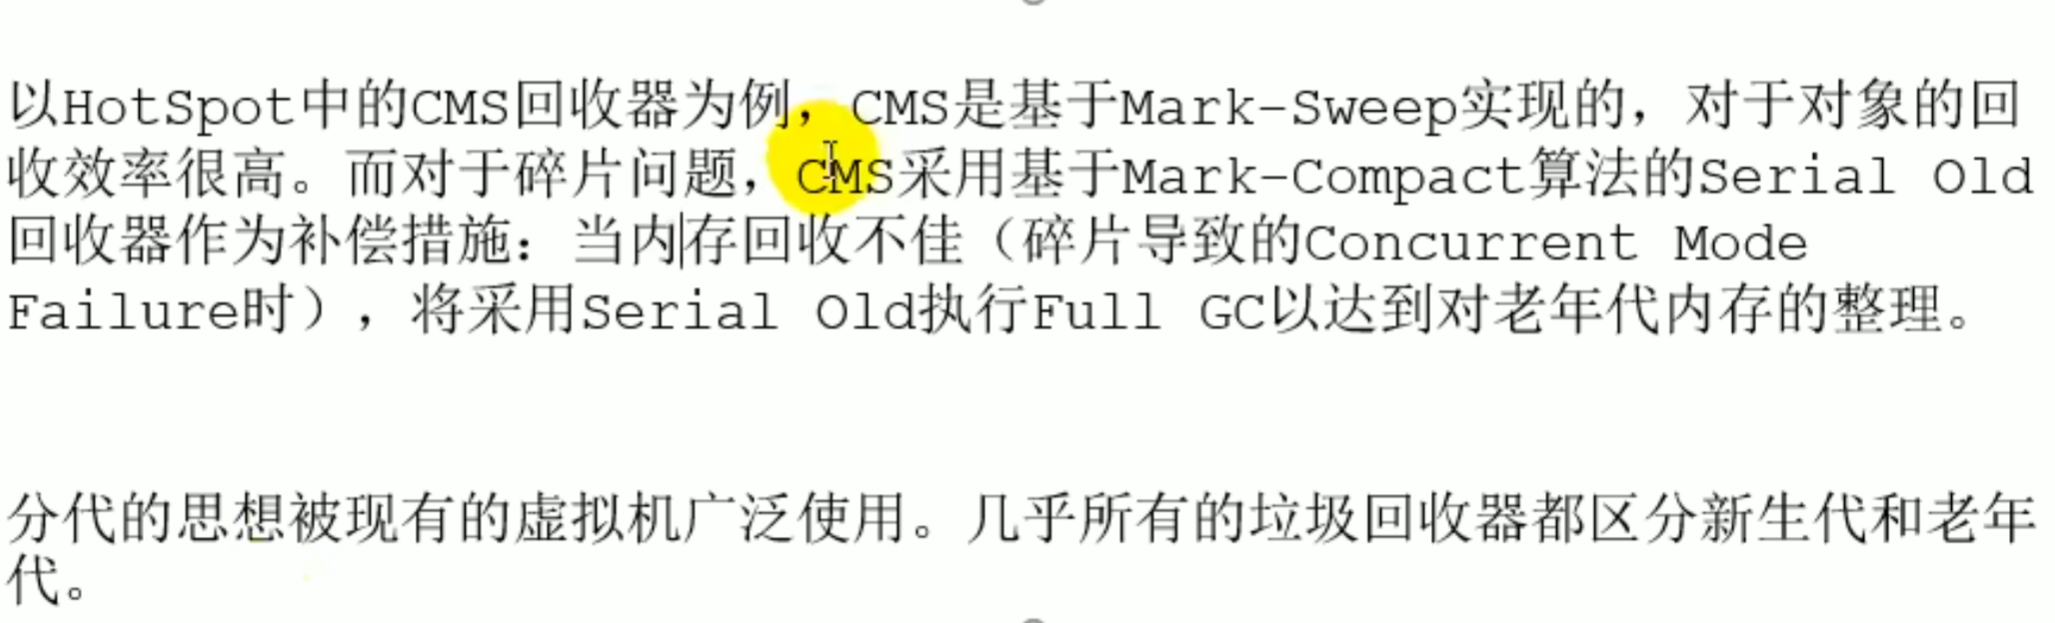 以HotSpot中的CMS回收器为例，CMS是基于Mark-Sweep实现的，对于对象的回
收效率很高。而对于碎片问题，CMS采用基于Mark-Compact算法的Serial Old
回收器作为补偿措施：当内存回收不佳（碎片导致的Concurrent Mode
Failure时），将采用Serial Old执行Full GC以达到对老年代内存的整理。
分代的思想被现有的虚拟机广泛使用。几乎所有的垃圾回收器都区分新生代和老年
代。